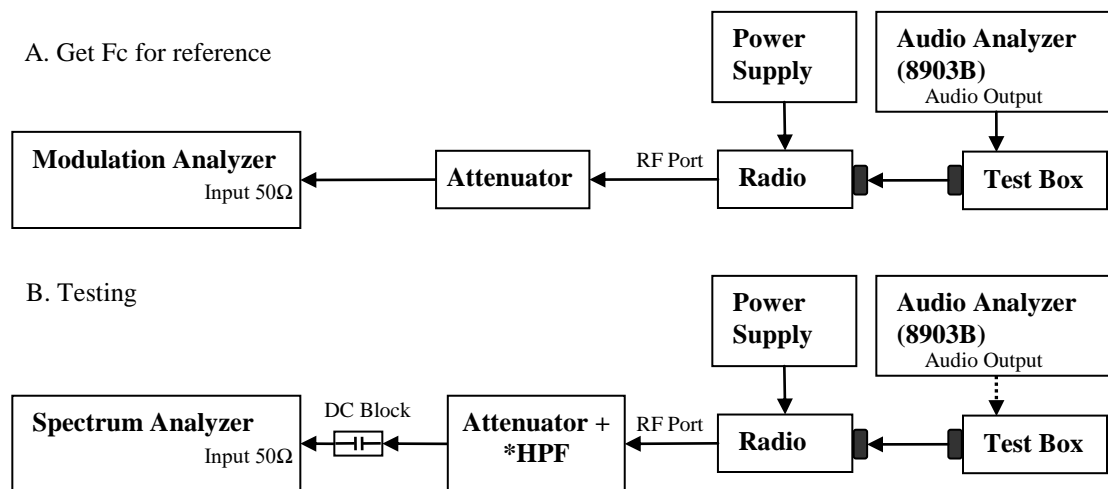 A. Get Fc for reference
Power
Supply
Audio Analyzer
(8903B)
Audio Output
Modulation Analyzer
Input 50Ω
Attenuator
RF Port
Radio
Test Box
B. Testing
Power
Supply
Audio Analyzer
(8903B)
Audio Output
Spectrum Analyzer
Input 50Ω
DC Block
Attenuator +
*HPF
RF Port
Radio
Test Box